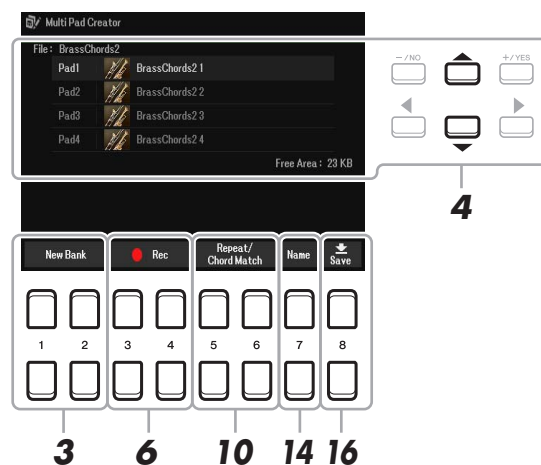 Multi Pad Creator
File: BrassChords2
Pad1 BrassChords2 1
Pad2 BrassChords2 2
Pad3 BrassChords2 3
Pad4 BrassChords2 4
Free Area: 23 KB
-/NO +/YES
4
New Bank Rec Repeat/
Chord Match Name Save
1 2 3 4 5 6 7 8
3 6 10 14 16